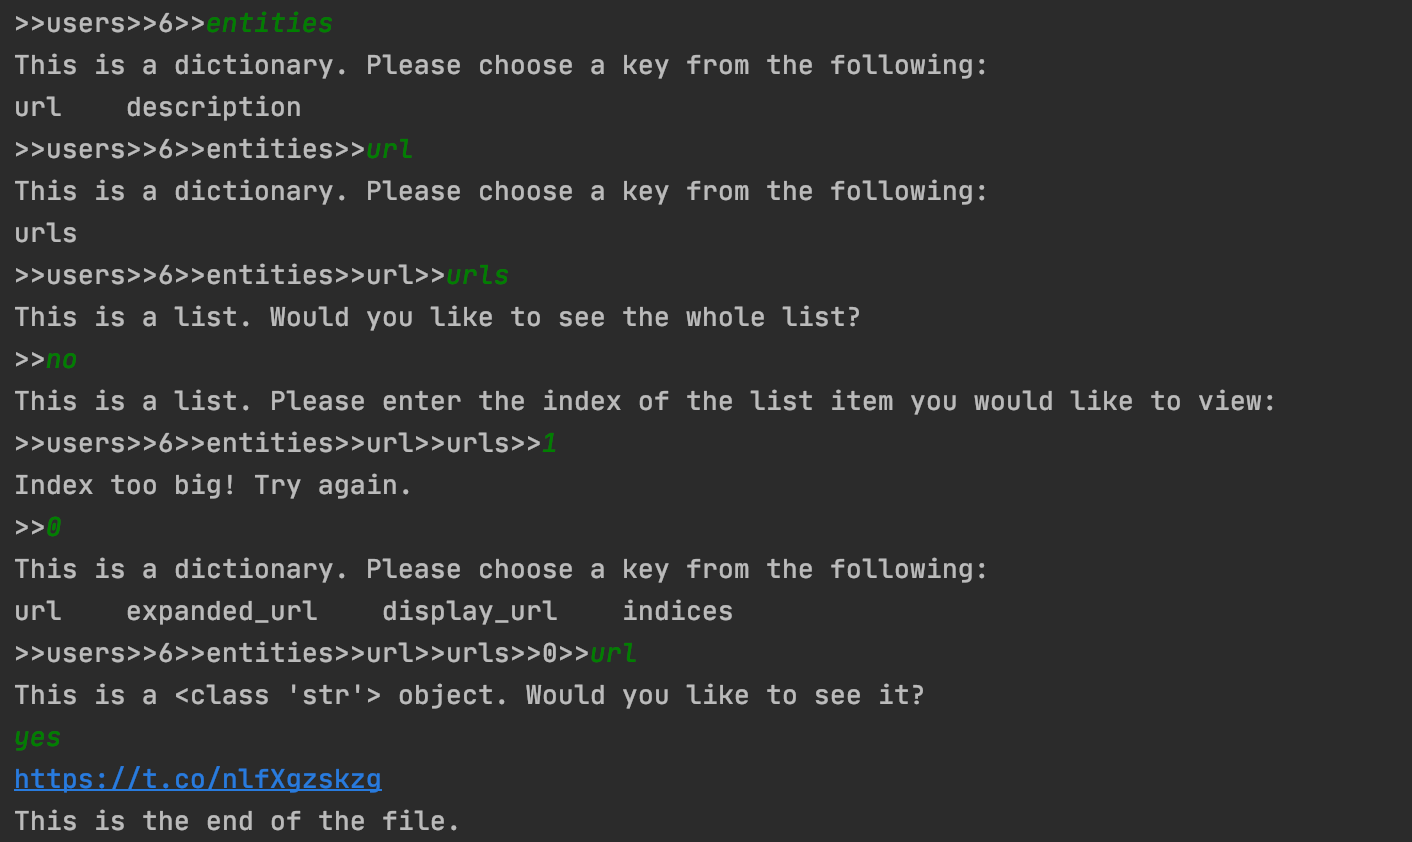 >>users>>6>>entities
This is a dictionary. Please choose a key from the following:
url    description
>>users>>6>>entities>>url
This is a dictionary. Please choose a key from the following:
urls
>>users>>6>>entities>>url>>urls
This is a list. Would you like to see the whole list?
>>no
This is a list. Please enter the index of the list item you would like to view:
>>users>>6>>entities>>url>>urls>>1
Index too big! Try again.
>>0
This is a dictionary. Please choose a key from the following:
url    expanded_url    display_url    indices
>>users>>6>>entities>>url>>urls>>0>>url
This is a <class 'str'> object. Would you like to see it?
yes
https://t.co/nlfXgzskzg
This is the end of the file.